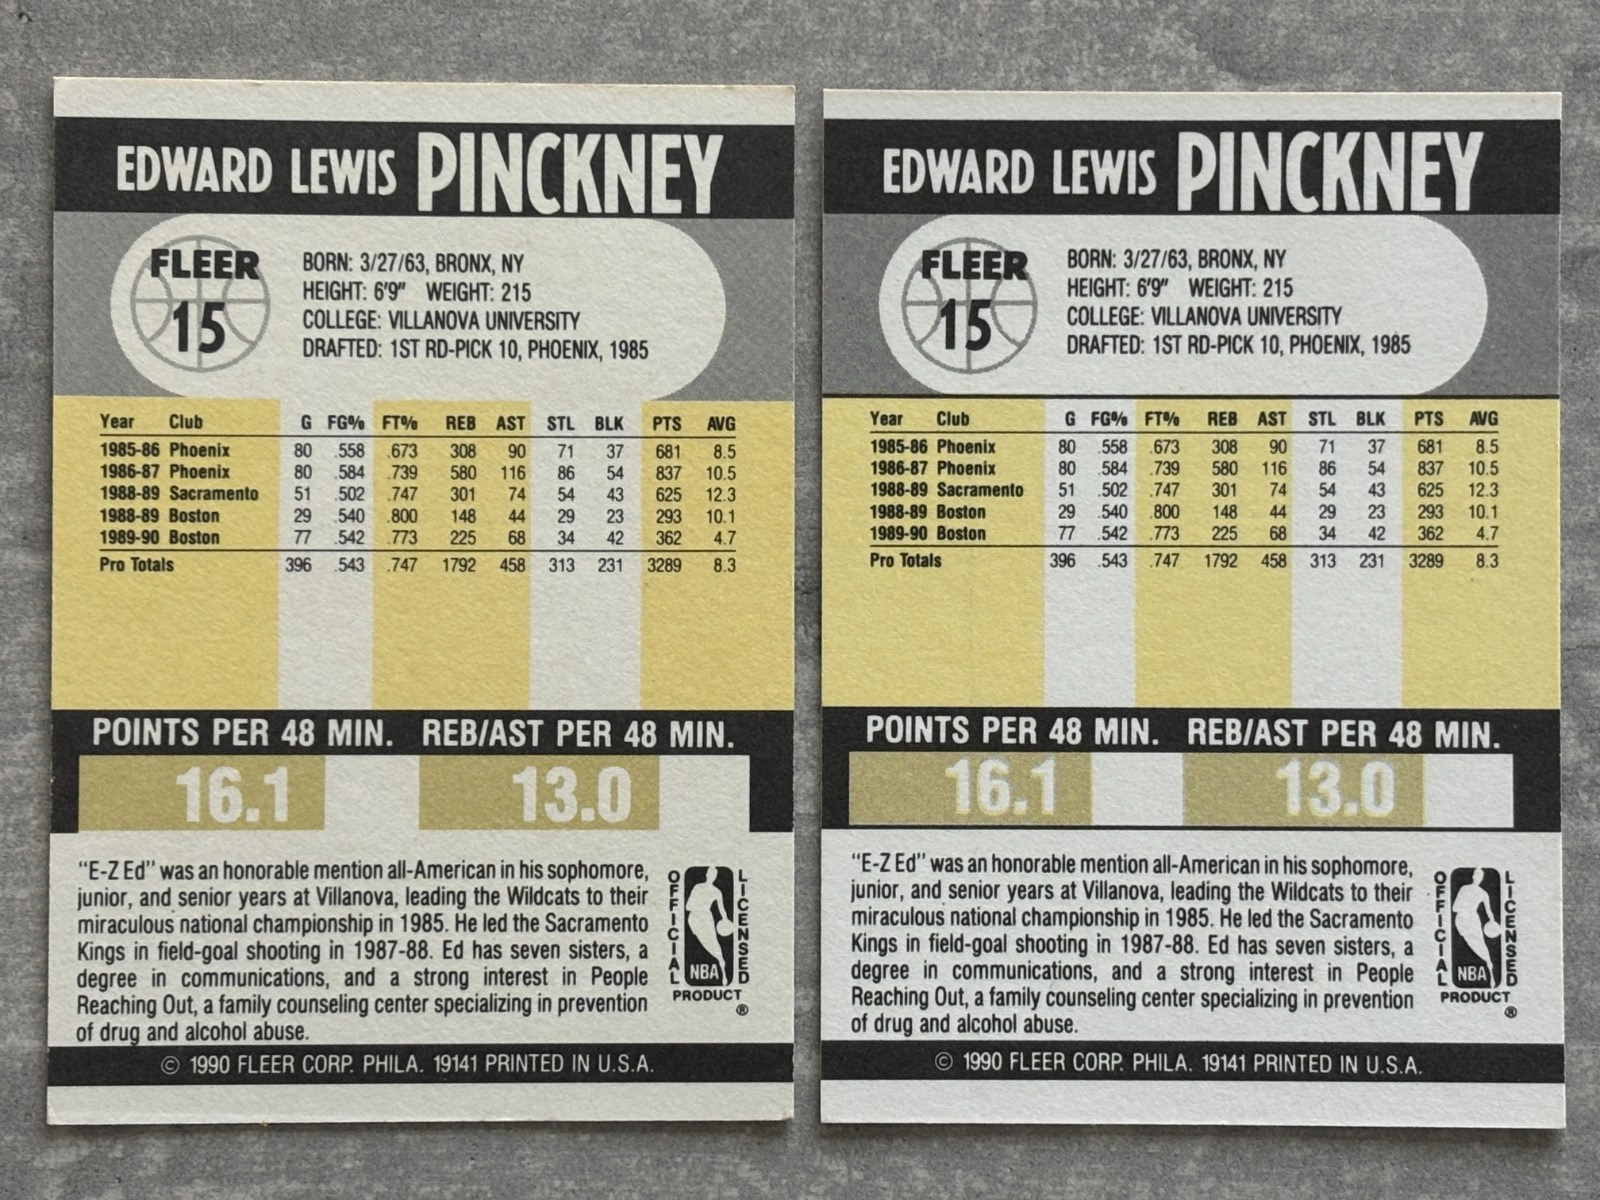 EDWARD LEWIS PINCKNEY
FLEER
15
BORN: 3/27/63, BRONX, NY
HEIGHT: 6'9" WEIGHT: 215
COLLEGE: VILLANOVA UNIVERSITY
DRAFTED: 1ST RD-PICK 10, PHOENIX, 1985
Year Club G FG% FT% REB AST STL BLK PTS AVG
1985-86 Phoenix 80 .558 .673 308 90 71 37 681 8.5
1986-87 Phoenix 80 .584 .739 580 116 86 54 837 10.5
1988-89 Sacramento 51 .502 .747 301 74 54 43 625 12.3
1988-89 Boston 29 .540 .800 148 44 29 23 293 10.1
1989-90 Boston 77 .542 .773 225 68 34 42 362 4.7
Pro Totals 396 .543 .747 1792 458 313 231 3289 8.3
POINTS PER 48 MIN. REB/AST PER 48 MIN.
16.1 13.0
"E-Z Ed" was an honorable mention all-American in his sophomore,
junior, and senior years at Villanova, leading the Wildcats to their
miraculous national championship in 1985. He led the Sacramento
Kings in field-goal shooting in 1987-88. Ed has seven sisters, a
degree in communications, and a strong interest in People
Reaching Out, a family counseling center specializing in prevention
of drug and alcohol abuse.
OFFICIAL
LICENSED
NBA
PRODUCT
®
© 1990 FLEER CORP. PHILA. 19141 PRINTED IN U.S.A.
EDWARD LEWIS PINCKNEY
FLEER
15
BORN: 3/27/63, BRONX, NY
HEIGHT: 6'9" WEIGHT: 215
COLLEGE: VILLANOVA UNIVERSITY
DRAFTED: 1ST RD-PICK 10, PHOENIX, 1985
Year Club G FG% FT% REB AST STL BLK PTS AVG
1985-86 Phoenix 80 .558 .673 308 90 71 37 681 8.5
1986-87 Phoenix 80 .584 .739 580 116 86 54 837 10.5
1988-89 Sacramento 51 .502 .747 301 74 54 43 625 12.3
1988-89 Boston 29 .540 .800 148 44 29 23 293 10.1
1989-90 Boston 77 .542 .773 225 68 34 42 362 4.7
Pro Totals 396 .543 .747 1792 458 313 231 3289 8.3
POINTS PER 48 MIN. REB/AST PER 48 MIN.
16.1 13.0
"E-Z Ed" was an honorable mention all-American in his sophomore,
junior, and senior years at Villanova, leading the Wildcats to their
miraculous national championship in 1985. He led the Sacramento
Kings in field-goal shooting in 1987-88. Ed has seven sisters, a
degree in communications, and a strong interest in People
Reaching Out, a family counseling center specializing in prevention
of drug and alcohol abuse.
OFFICIAL
LICENSED
NBA
PRODUCT
®
© 1990 FLEER CORP. PHILA. 19141 PRINTED IN U.S.A.